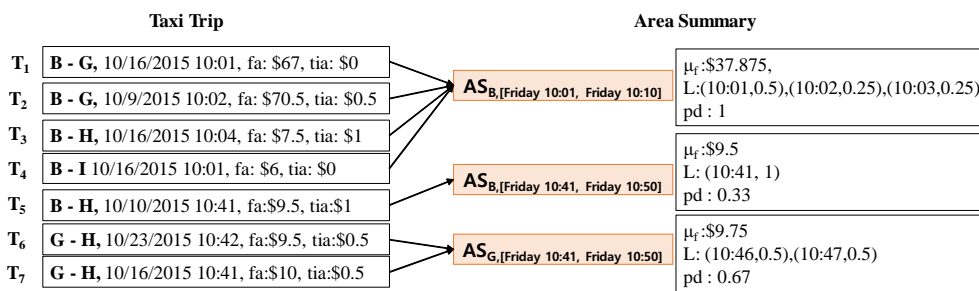 Taxi Trip
Area Summary
T1 B - G, 10/16/2015 10:01, fa: $67, tia: $0
T2 B - G, 10/9/2015 10:02, fa: $70.5, tia: $0.5
T3 B - H, 10/16/2015 10:04, fa: $7.5, tia: $1
T4 B - I 10/16/2015 10:01, fa: $6, tia: $0
T5 B - H, 10/10/2015 10:41, fa:$9.5, tia:$1
T6 G - H, 10/23/2015 10:42, fa:$9.5, tia:$0.5
T7 G - H, 10/16/2015 10:41, fa:$10, tia:$0.5
ASB,[Friday 10:01, Friday 10:10]
μf :$37.875,
L:(10:01,0.5),(10:02,0.25),(10:03,0.25)
pd : 1
ASB,[Friday 10:41, Friday 10:50]
μf :$9.5
L: (10:41, 1)
pd : 0.33
ASG,[Friday 10:41, Friday 10:50]
μf :$9.75
L: (10:46,0.5),(10:47,0.5)
pd : 0.67